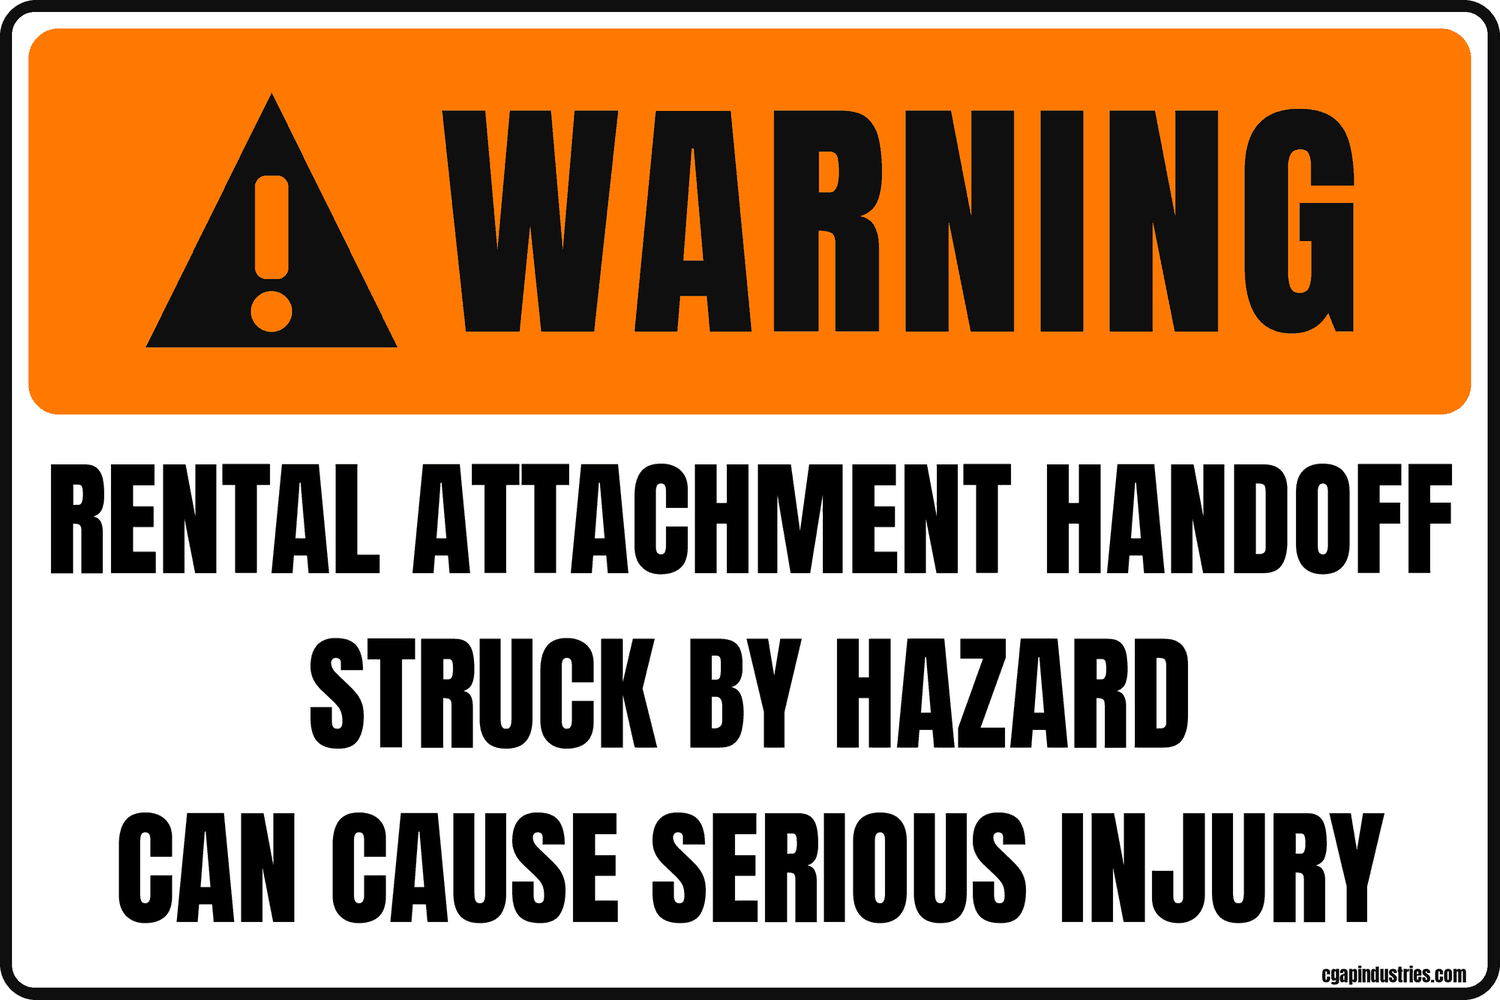 WARNING
RENTAL ATTACHMENT HANDOFF
STRUCK BY HAZARD
CAN CAUSE SERIOUS INJURY
cgapindustries.com